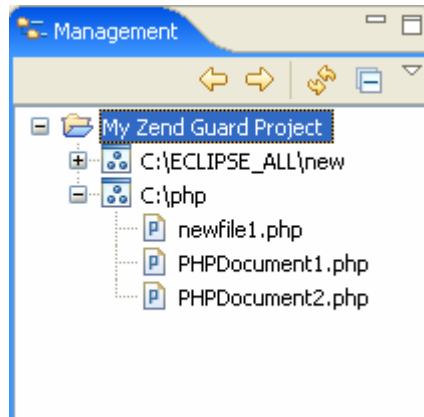 Management
My Zend Guard Project
C:\ECLIPSE_ALL\new
C:\php
newfile1.php
PHPDocument1.php
PHPDocument2.php